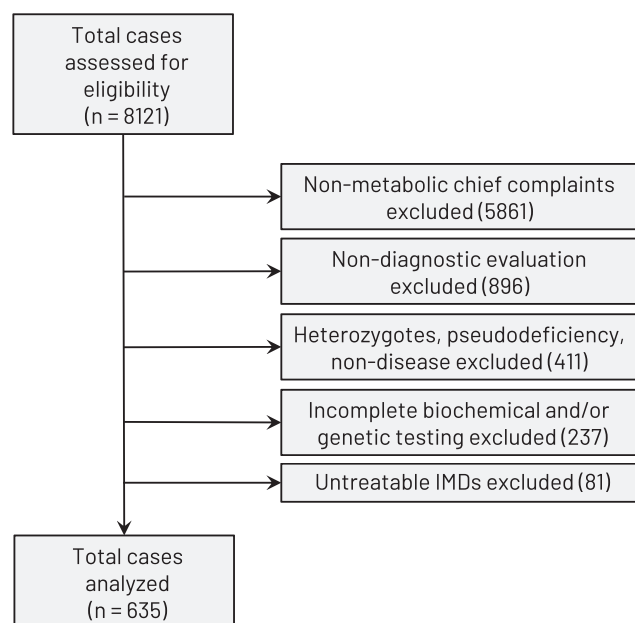 Total cases
assessed for
eligibility
(n = 8121)
Non-metabolic chief complaints
excluded (5861)
Non-diagnostic evaluation
excluded (896)
Heterozygotes, pseudodeficiency,
non-disease excluded (411)
Incomplete biochemical and/or
genetic testing excluded (237)
Untreatable IMDs excluded (81)
Total cases
analyzed
(n = 635)